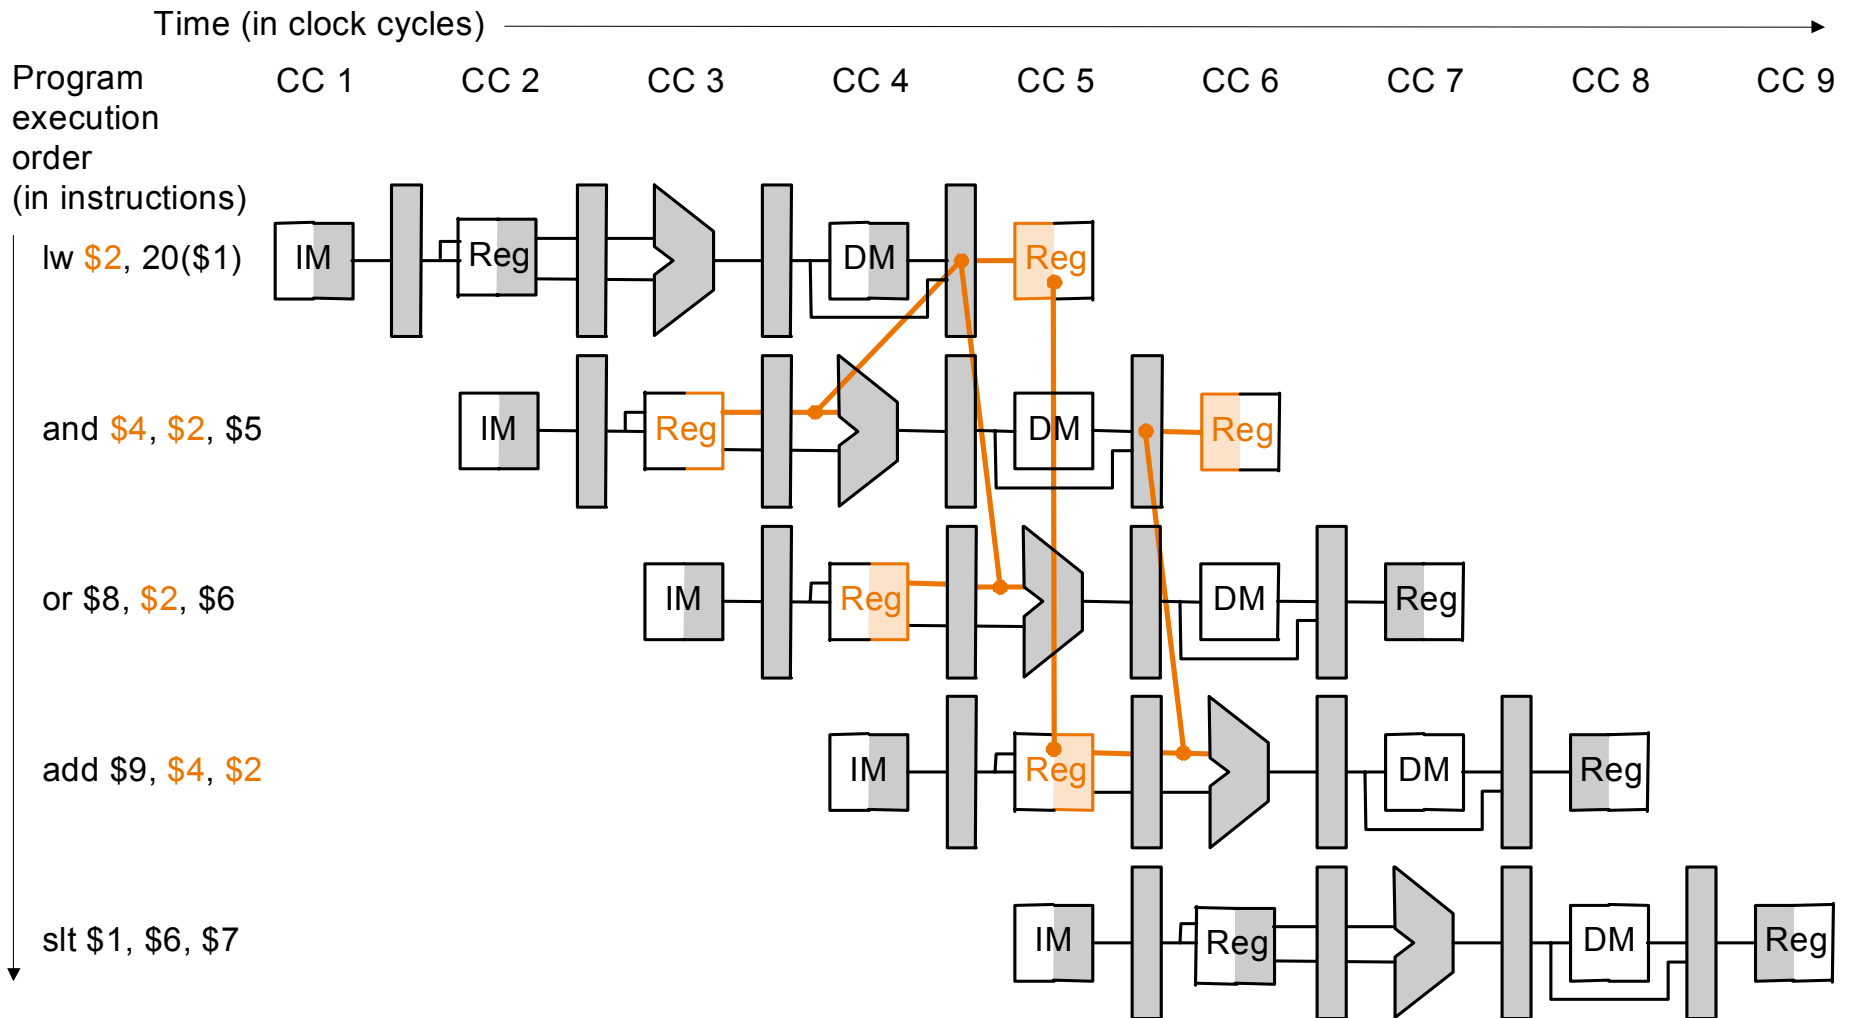 Time (in clock cycles)
Program
execution
order
(in instructions)
CC 1 CC 2 CC 3 CC 4 CC 5 CC 6 CC 7 CC 8 CC 9
lw $2, 20($1) IM Reg DM Reg
and $4, $2, $5 IM Reg DM Reg
or $8, $2, $6 IM Reg DM Reg
add $9, $4, $2 IM Reg DM Reg
slt $1, $6, $7 IM Reg DM Reg